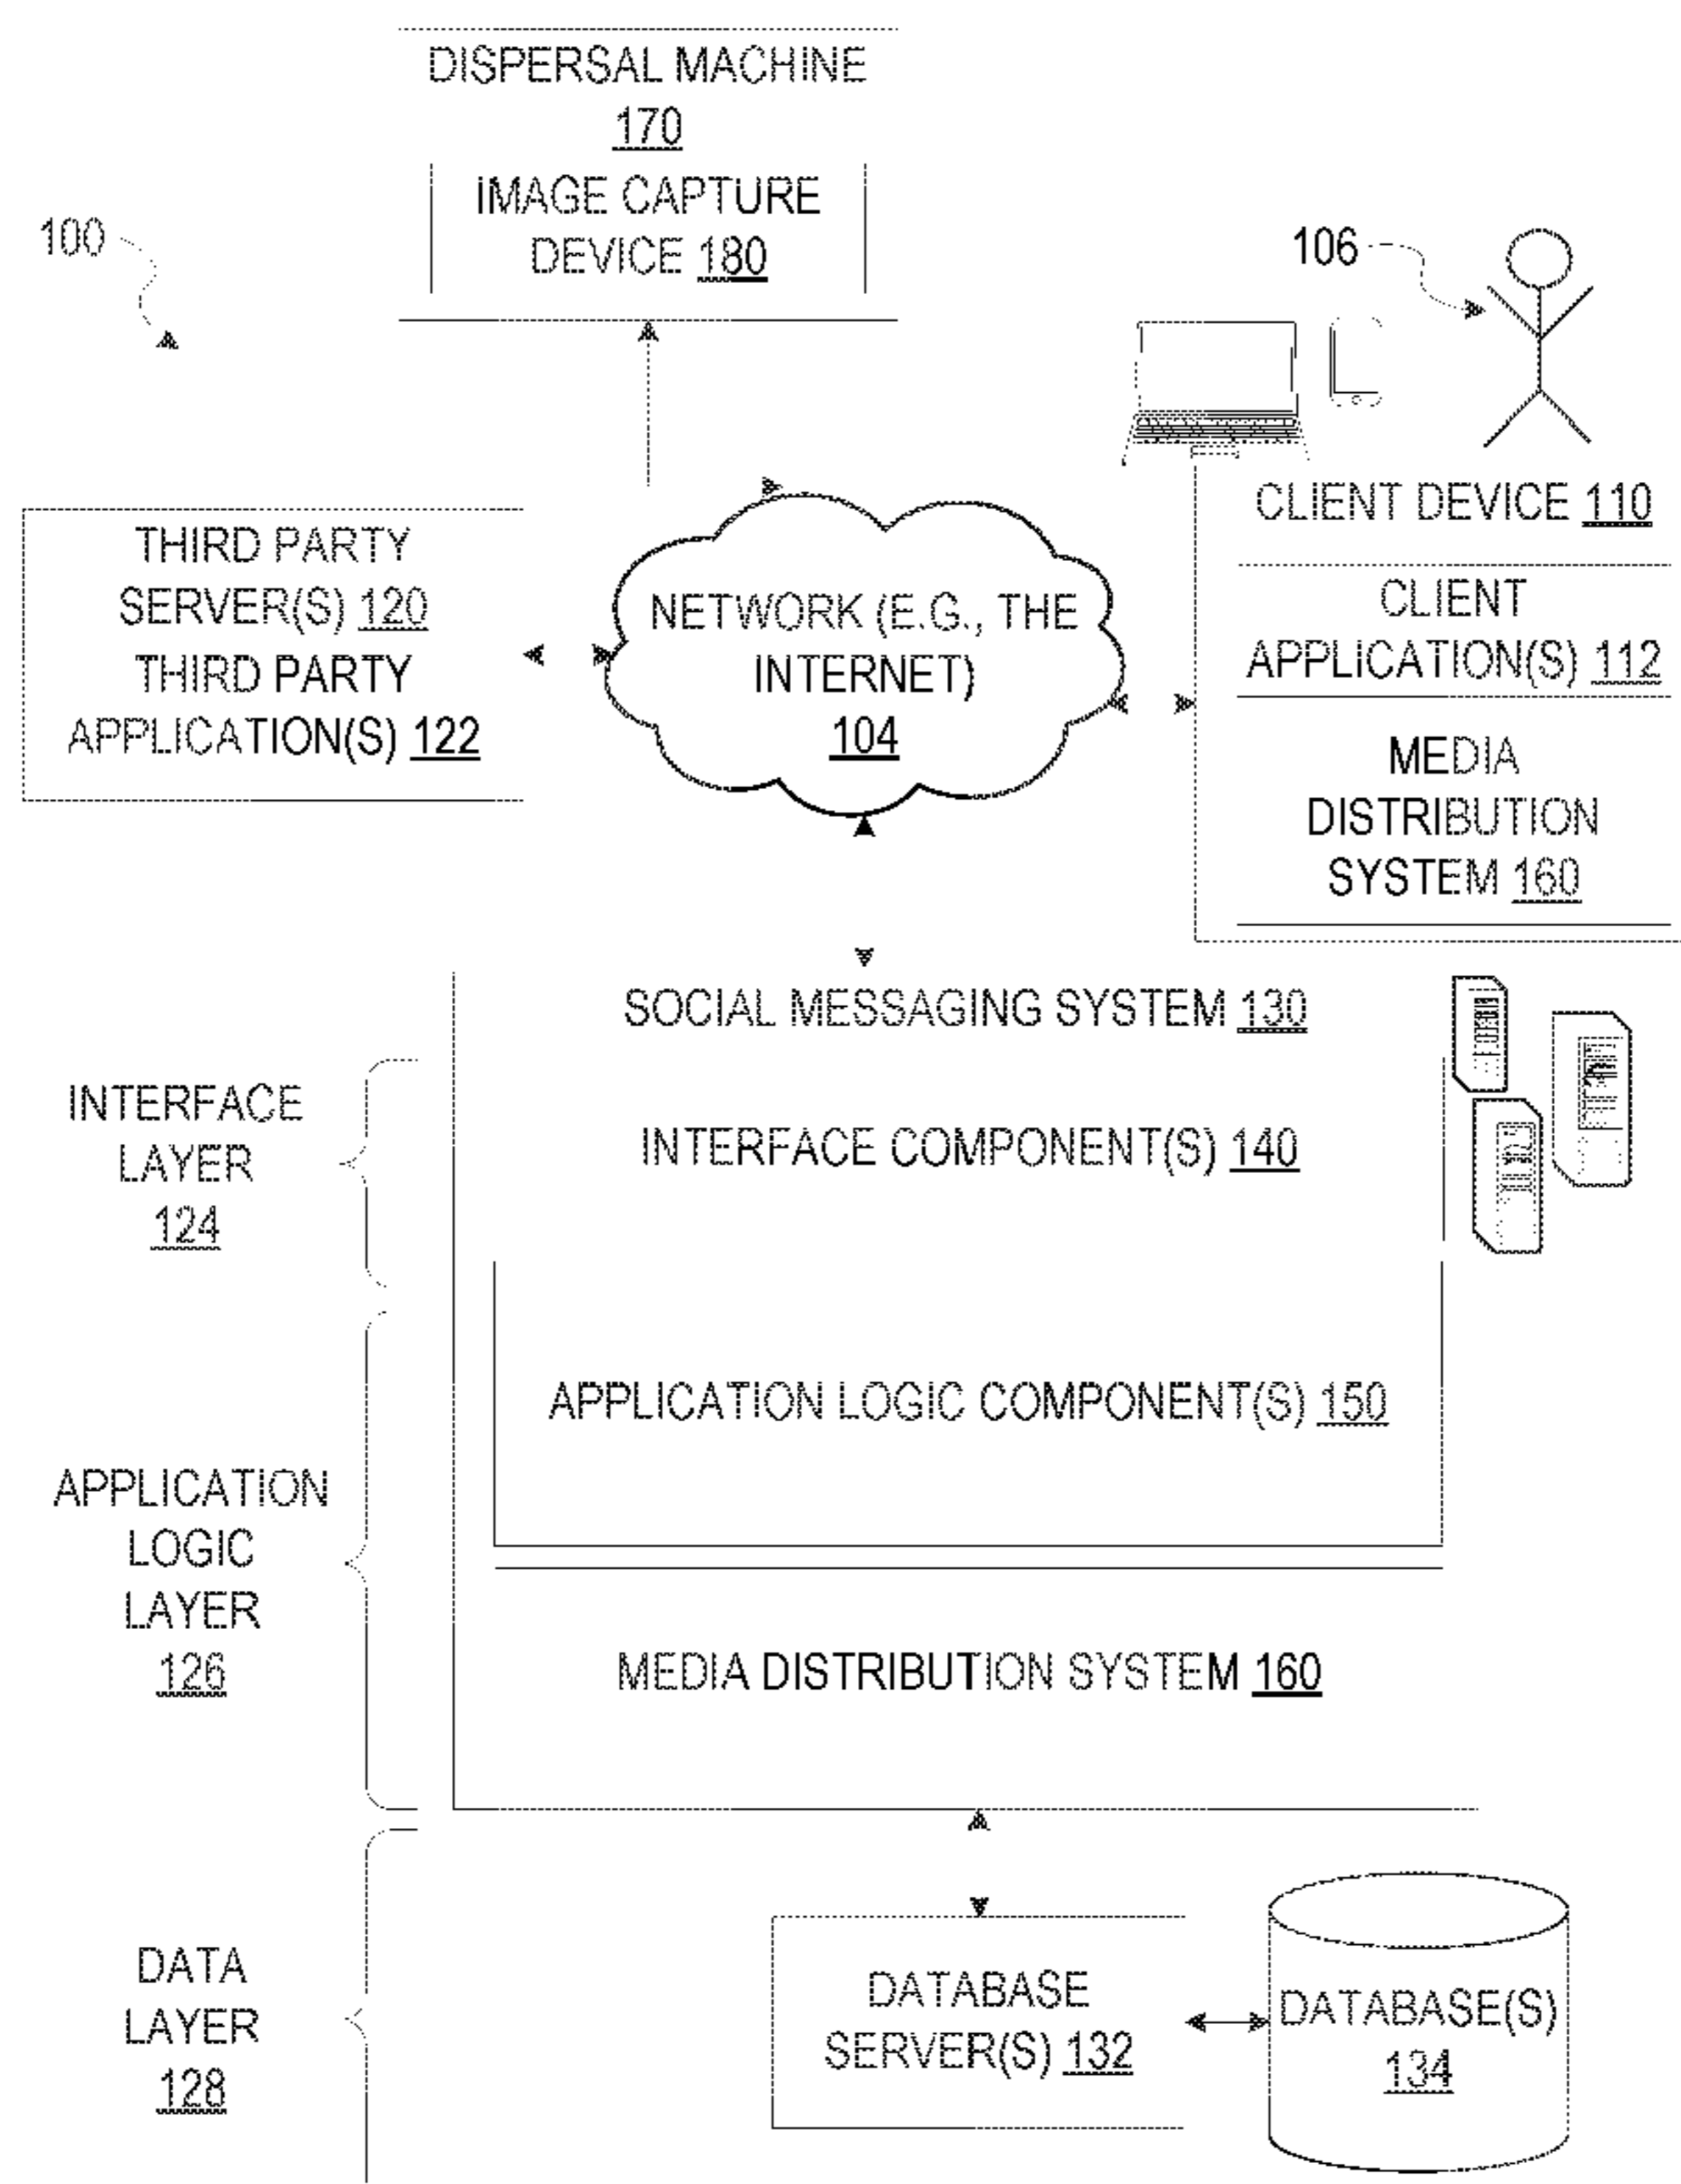 DISPERSAL MACHINE
170
IMAGE CAPTURE
DEVICE 180
100
106
CLIENT DEVICE 110
THIRD PARTY
SERVER(S) 120
THIRD PARTY
APPLICATION(S) 122
NETWORK (E.G., THE
INTERNET)
104
CLIENT
APPLICATION(S) 112
MEDIA
DISTRIBUTION
SYSTEM 160
SOCIAL MESSAGING SYSTEM 130
INTERFACE
LAYER
124
INTERFACE COMPONENT(S) 140
APPLICATION LOGIC COMPONENT(S) 150
APPLICATION
LOGIC
LAYER
126
MEDIA DISTRIBUTION SYSTEM 160
DATA
LAYER
128
DATABASE
SERVER(S) 132
DATABASE(S)
134